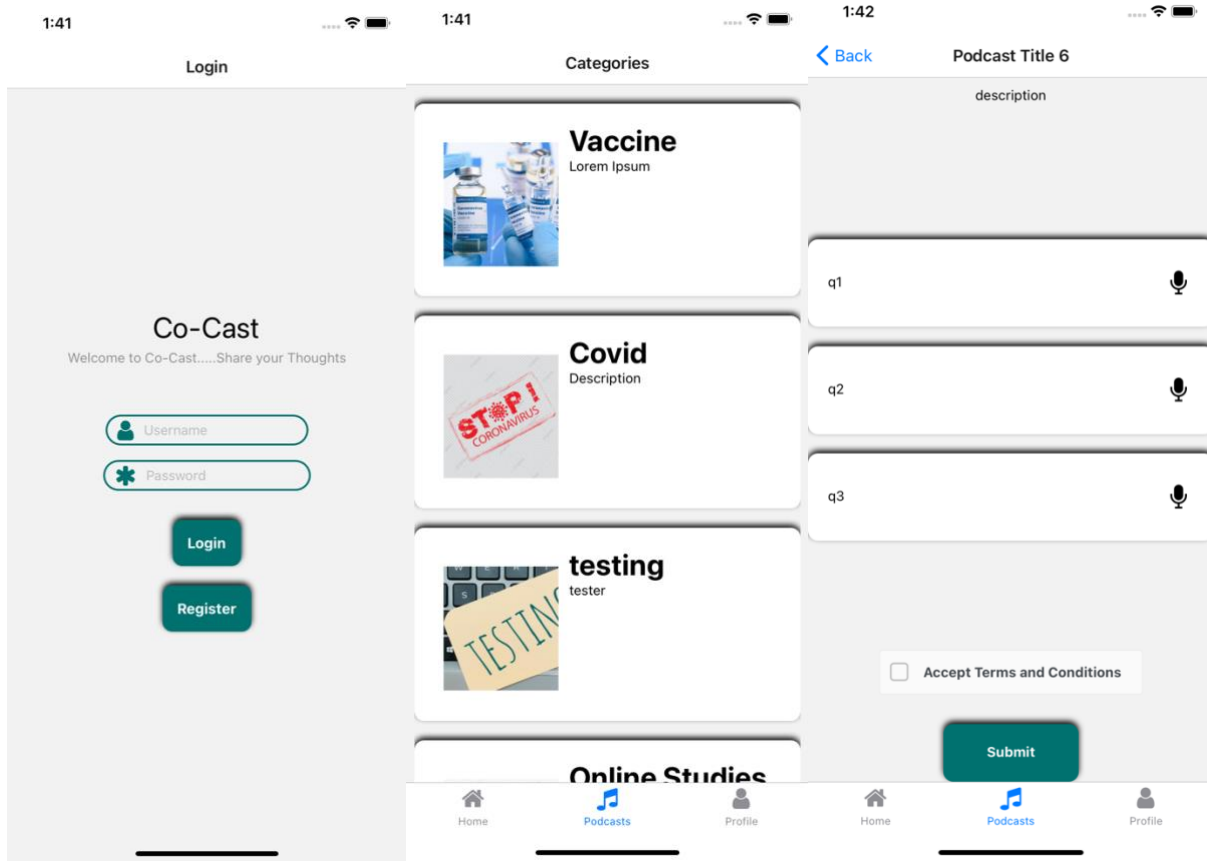 1:41
Login
Co-Cast
Welcome to Co-Cast.....Share your Thoughts
Username
Password
Login
Register
1:41
Categories
Vaccine
Lorem Ipsum
Covid
Description
STOP!
CORONAVIRUS
testing
tester
TESTING
Online Studies
Home
Podcasts
Profile
1:42
Back
Podcast Title 6
description
q1
q2
q3
Accept Terms and Conditions
Submit
Home
Podcasts
Profile